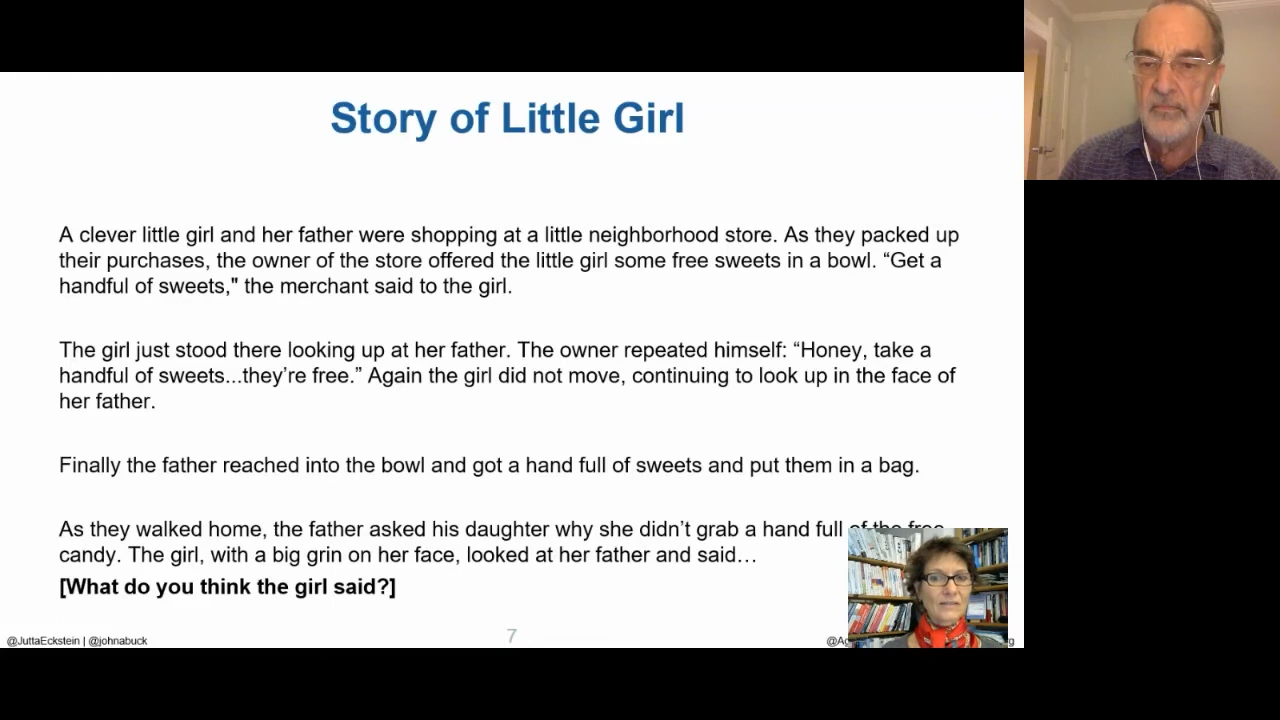 Story of Little Girl
A clever little girl and her father were shopping at a little neighborhood store. As they packed up
their purchases, the owner of the store offered the little girl some free sweets in a bowl. “Get a
handful of sweets," the merchant said to the girl.
The girl just stood there looking up at her father. The owner repeated himself: “Honey, take a
handful of sweets...they’re free.” Again the girl did not move, continuing to look up in the face of
her father.
Finally the father reached into the bowl and got a hand full of sweets and put them in a bag.
As they walked home, the father asked his daughter why she didn’t grab a hand full of the free
candy. The girl, with a big grin on her face, looked at her father and said…
[What do you think the girl said?]
@JuttaEckstein | @johnabuck
7